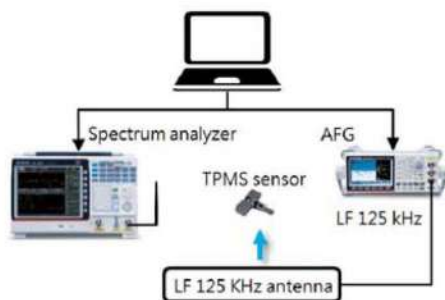 Spectrum analyzer
AFG
TPMS sensor
LF 125 kHz
LF 125 KHz antenna